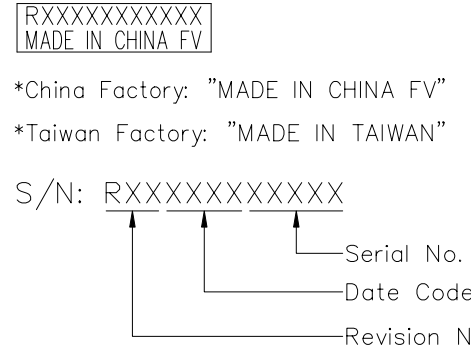 RXXXXXXXXXXX
MADE IN CHINA FV
*China Factory: "MADE IN CHINA FV"
*Taiwan Factory: "MADE IN TAIWAN"
S/N: RXXXXXXXXXXX
Serial No.
Date Code
Revision N